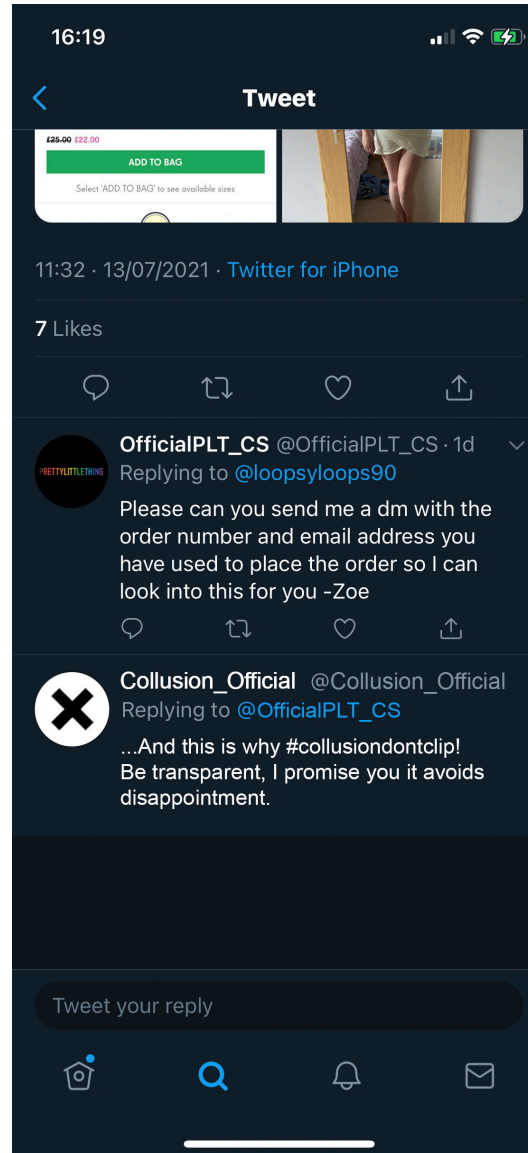 16:19
Tweet
£25.00 £22.00
ADD TO BAG
Select 'ADD TO BAG' to see available sizes
11:32 · 13/07/2021 · Twitter for iPhone
7 Likes
OfficialPLT_CS @OfficialPLT_CS · 1d
PRETTYLITTLETHING
Replying to @loopsyloops90
Please can you send me a dm with the
order number and email address you
have used to place the order so I can
look into this for you -Zoe
Collusion_Official @Collusion_Official
Replying to @OfficialPLT_CS
...And this is why #collusiondontclip!
Be transparent, I promise you it avoids
disappointment.
Tweet your reply